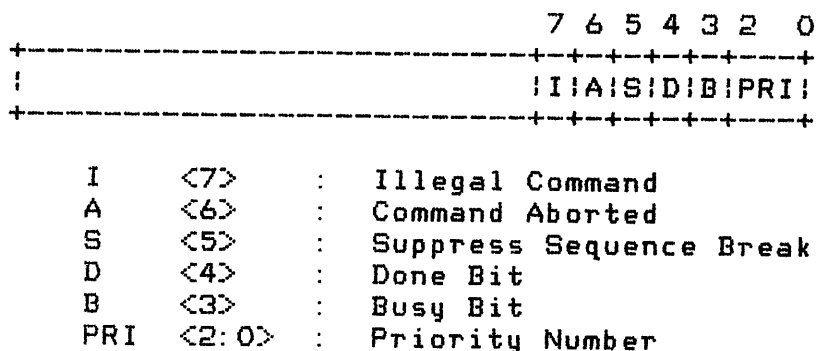 7 6 5 4 3 2  0
+-------------------------------------+-+-+-+-+-+----+
|                                     |I|A|S|D|B|PRI|
+-------------------------------------+-+-+-+-+-+----+
I    <7>    :  Illegal Command
A    <6>    :  Command Aborted
S    <5>    :  Suppress Sequence Break
D    <4>    :  Done Bit
B    <3>    :  Busy Bit
PRI  <2:0>  :  Priority Number